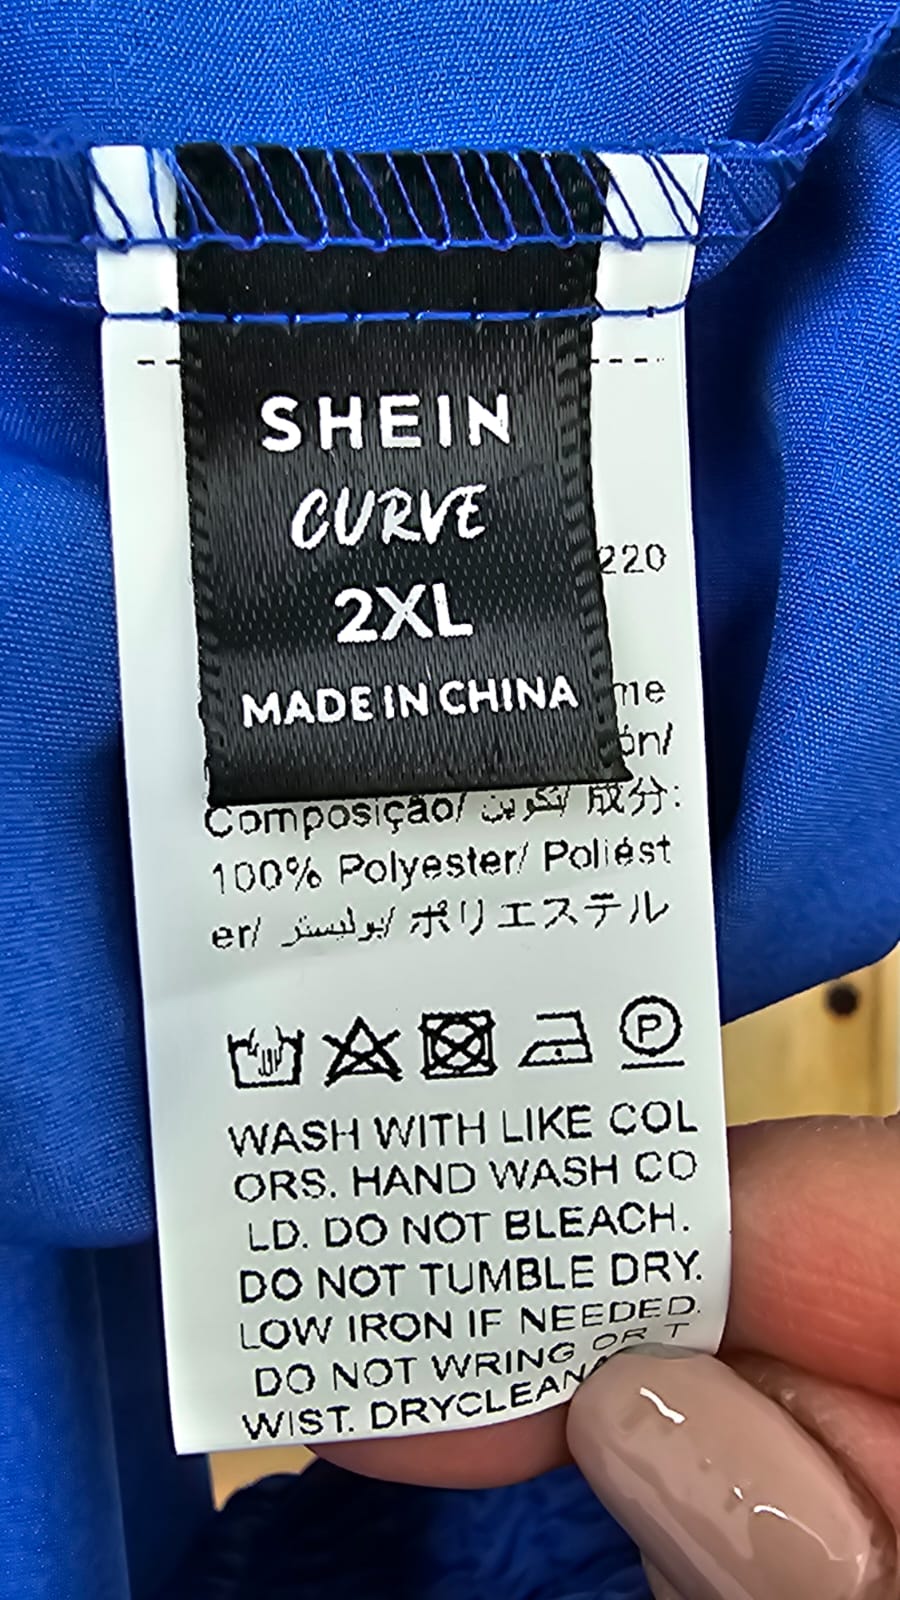 SHEIN
CURVE
2XL
MADE IN CHINA
220
Composição/ تكوين/ 成分:
100% Polyester/ Poliést
er/ بوليستر/ ポリエステル
P
WASH WITH LIKE COL
ORS. HAND WASH CO
LD. DO NOT BLEACH.
DO NOT TUMBLE DRY.
LOW IRON IF NEEDED.
DO NOT WRING OR T
WIST. DRYCLEAN